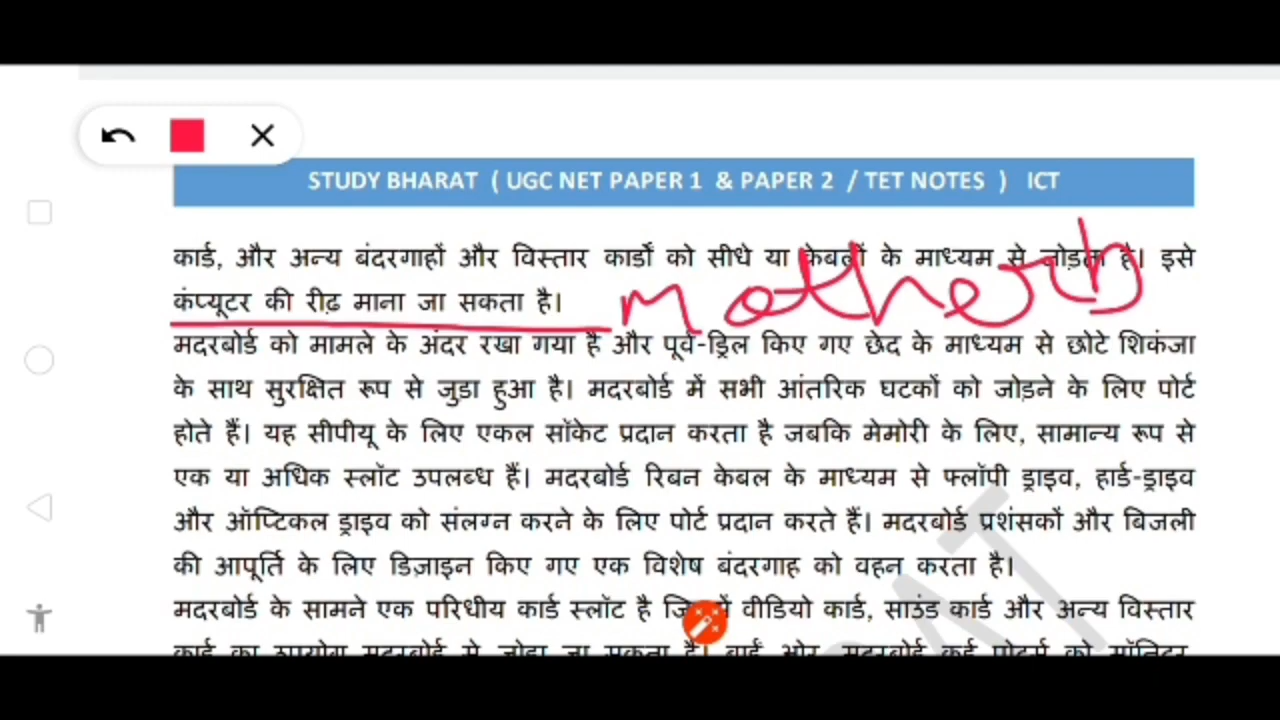 STUDY BHARAT ( UGC NET PAPER 1 & PAPER 2 / TET NOTES ) ICT
कार्ड, और अन्य बंदरगाहों और विस्तार कार्डों को सीधे या केबलों के माध्यम से जोड़ता है। इसे
कंप्यूटर की रीढ़ माना जा सकता है।
motherb
मदरबोर्ड को मामले के अंदर रखा गया है और पूर्व-ड्रिल किए गए छेद के माध्यम से छोटे शिकंजा
के साथ सुरक्षित रूप से जुडा हुआ है। मदरबोर्ड में सभी आंतरिक घटकों को जोड़ने के लिए पोर्ट
होते हैं। यह सीपीयू के लिए एकल सॉकेट प्रदान करता है जबकि मेमोरी के लिए, सामान्य रूप से
एक या अधिक स्लॉट उपलब्ध हैं। मदरबोर्ड रिबन केबल के माध्यम से फ्लॉपी ड्राइव, हार्ड-ड्राइव
और ऑप्टिकल ड्राइव को संलग्न करने के लिए पोर्ट प्रदान करते हैं। मदरबोर्ड प्रशंसकों और बिजली
की आपूर्ति के लिए डिज़ाइन किए गए एक विशेष बंदरगाह को वहन करता है।
मदरबोर्ड के सामने एक परिधीय कार्ड स्लॉट है वीडियो कार्ड, साउंड कार्ड और अन्य विस्तार